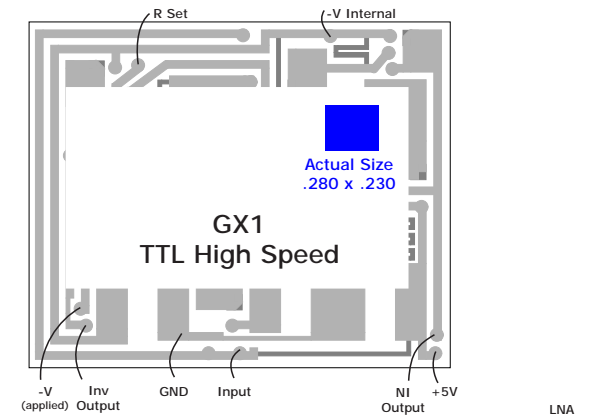 R Set
-V Internal
Actual Size
.280 x .230
GX1
TTL High Speed
-V
(applied)
Inv
Output
GND
Input
NI
Output
+5V
LNA